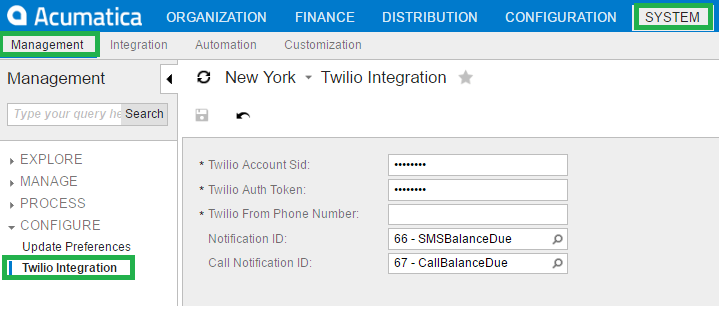 Acumatica ORGANIZATION FINANCE DISTRIBUTION CONFIGURATION SYSTEM
Management Integration Automation Customization
Management
New York Twilio Integration
Type your query he Search
EXPLORE
MANAGE
PROCESS
CONFIGURE
Update Preferences
Twilio Integration
* Twilio Account Sid: ••••••••
* Twilio Auth Token: ••••••••
* Twilio From Phone Number:
Notification ID: 66 - SMSBalanceDue
Call Notification ID: 67 - CallBalanceDue